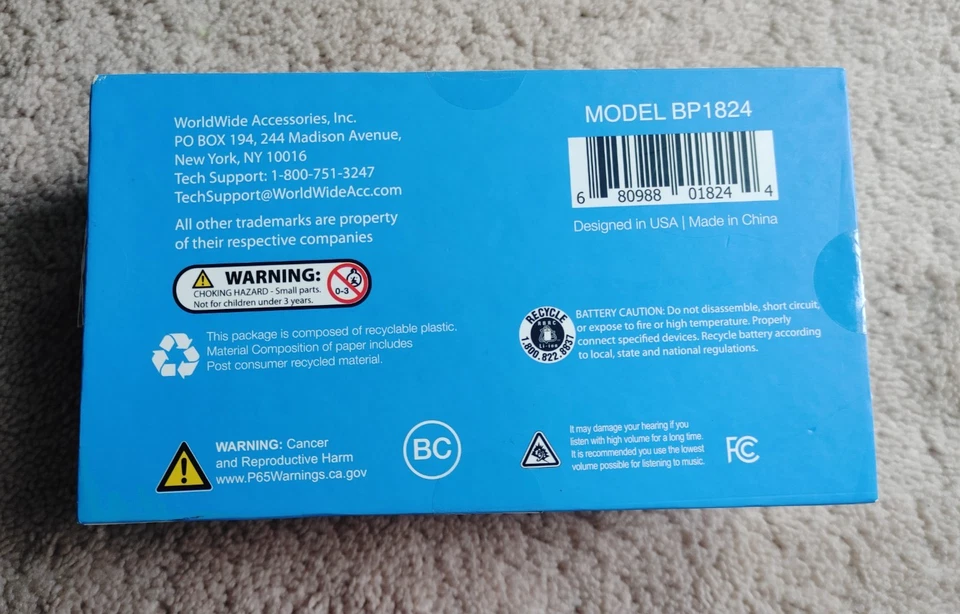 WorldWide Accessories, Inc.
PO BOX 194, 244 Madison Avenue,
New York, NY 10016
Tech Support: 1-800-751-3247
TechSupport@WorldWideAcc.com
All other trademarks are property
of their respective companies
WARNING:
CHOKING HAZARD - Small parts.
Not for children under 3 years.
0-3
This package is composed of recyclable plastic.
Material Composition of paper includes
Post consumer recycled material.
WARNING: Cancer
and Reproductive Harm
www.P65Warnings.ca.gov
BC
MODEL BP1824
6 80988 01824 4
Designed in USA | Made in China
RECYCLE
RBRC
Li-ion
1.800.822.8837
BATTERY CAUTION: Do not disassemble, short circuit,
or expose to fire or high temperature. Properly
connect specified devices. Recycle battery according
to local, state and national regulations.
It may damage your hearing if you
listen with high volume for a long time.
It is recommended you use the lowest
volume possible for listening to music.
FC